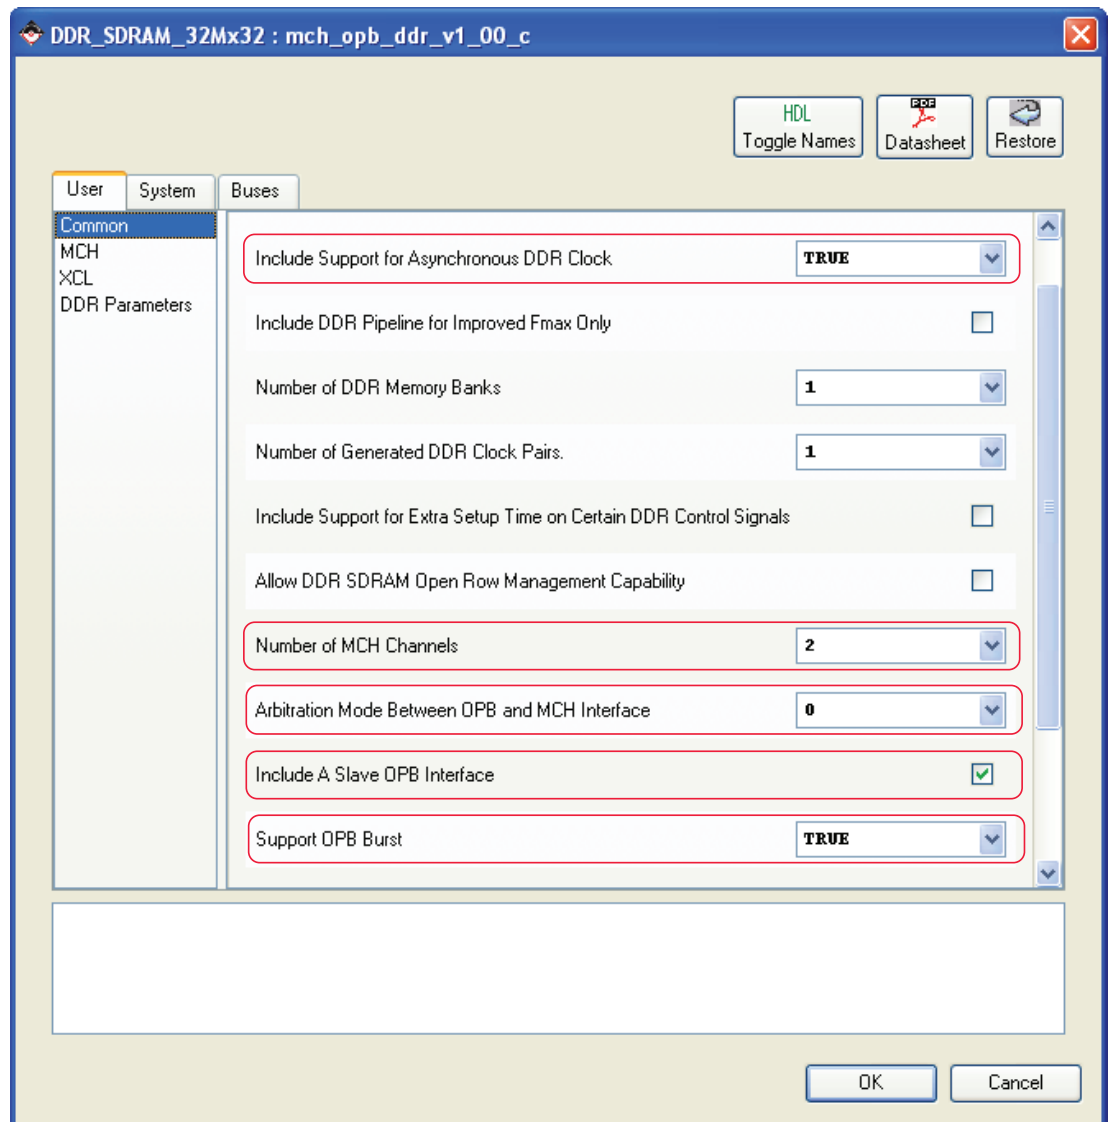 DDR_SDRAM_32Mx32 : mch_opb_ddr_v1_00_c
HDL
Toggle Names
PDF
Datasheet
Restore
User
System
Buses
Common
MCH
XCL
DDR Parameters
Include Support for Asynchronous DDR Clock
TRUE
Include DDR Pipeline for Improved Fmax Only
Number of DDR Memory Banks
1
Number of Generated DDR Clock Pairs.
1
Include Support for Extra Setup Time on Certain DDR Control Signals
Allow DDR SDRAM Open Row Management Capability
Number of MCH Channels
2
Arbitration Mode Between OPB and MCH Interface
0
Include A Slave OPB Interface
Support OPB Burst
TRUE
OK
Cancel